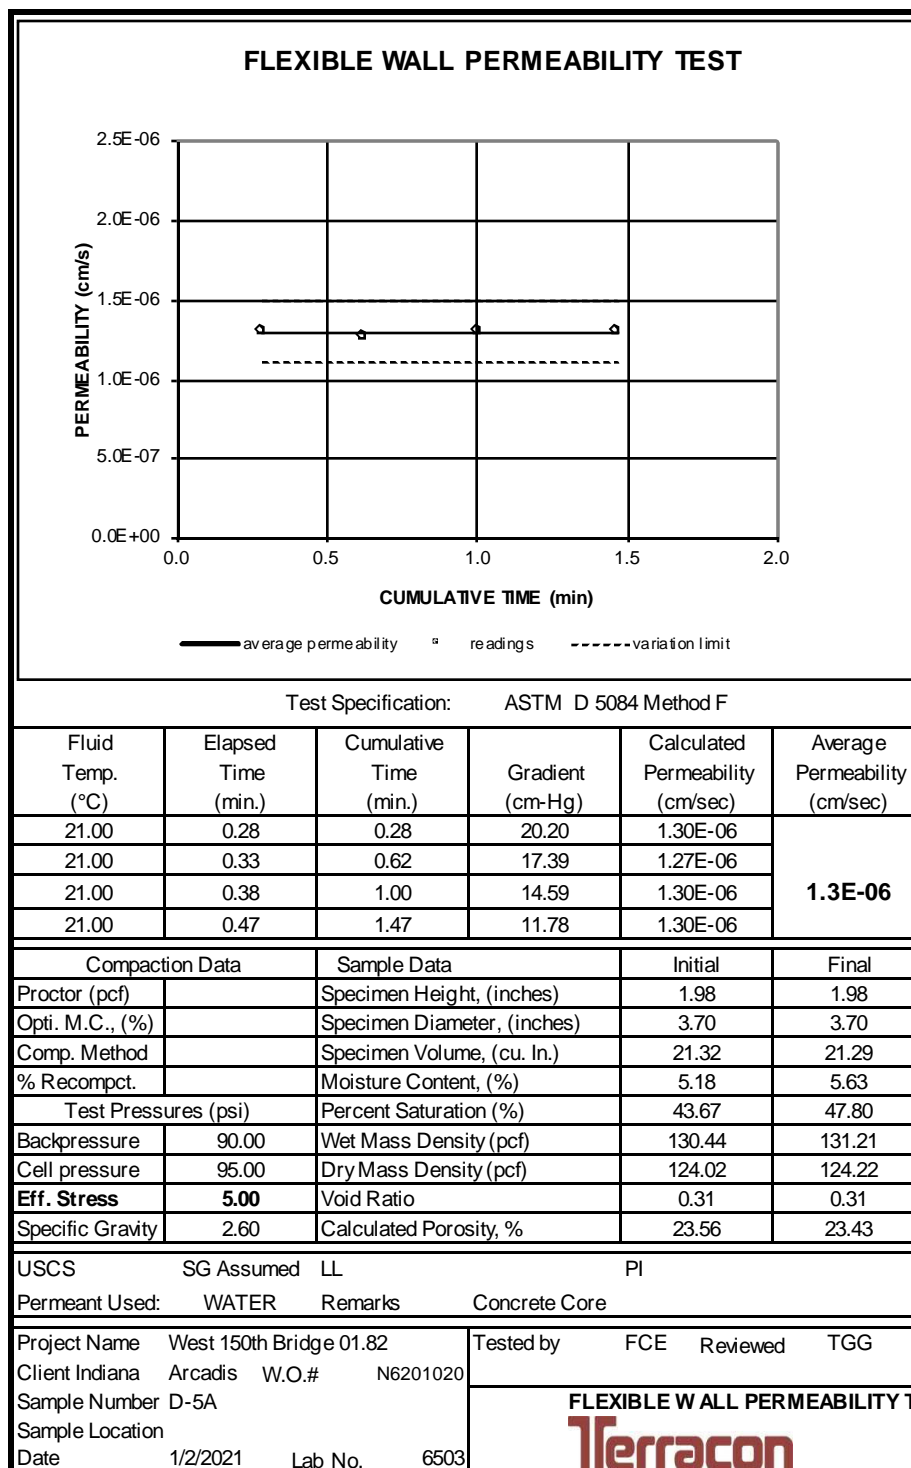 FLEXIBLE WALL PERMEABILITY TEST
2.5E-06
2.0E-06
1.5E-06
1.0E-06
5.0E-07
0.0E+00
PERMEABILITY (cm/s)
0.0 0.5 1.0 1.5 2.0
CUMULATIVE TIME (min)
average permeability readings variation limit
Test Specification: ASTM D 5084 Method F
Fluid Elapsed Cumulative Calculated Average
Temp. Time Time Gradient Permeability Permeability
(°C) (min.) (min.) (cm-Hg) (cm/sec) (cm/sec)
21.00 0.28 0.28 20.20 1.30E-06
21.00 0.33 0.62 17.39 1.27E-06
21.00 0.38 1.00 14.59 1.30E-06 1.3E-06
21.00 0.47 1.47 11.78 1.30E-06
Compaction Data Sample Data Initial Final
Proctor (pcf) Specimen Height, (inches) 1.98 1.98
Opti. M.C., (%) Specimen Diameter, (inches) 3.70 3.70
Comp. Method Specimen Volume, (cu. In.) 21.32 21.29
% Recompct. Moisture Content, (%) 5.18 5.63
Test Pressures (psi) Percent Saturation (%) 43.67 47.80
Backpressure 90.00 Wet Mass Density (pcf) 130.44 131.21
Cell pressure 95.00 Dry Mass Density (pcf) 124.02 124.22
Eff. Stress 5.00 Void Ratio 0.31 0.31
Specific Gravity 2.60 Calculated Porosity, % 23.56 23.43
USCS SG Assumed LL PI
Permeant Used: WATER Remarks Concrete Core
Project Name West 150th Bridge 01.82 Tested by FCE Reviewed TGG
Client Indiana Arcadis W.O.# N6201020
Sample Number D-5A FLEXIBLE WALL PERMEABILITY T
Sample Location
Date 1/2/2021 Lab No. 6503
Terracon